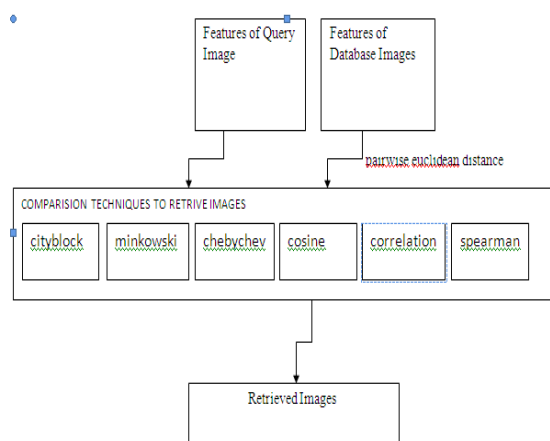 Features of Query
Image
Features of
Database Images
pairwise euclidean distance
COMPARISION TECHNIQUES TO RETRIVE IMAGES
cityblock
minkowski
chebychev
cosine
correlation
spearman
Retrieved Images